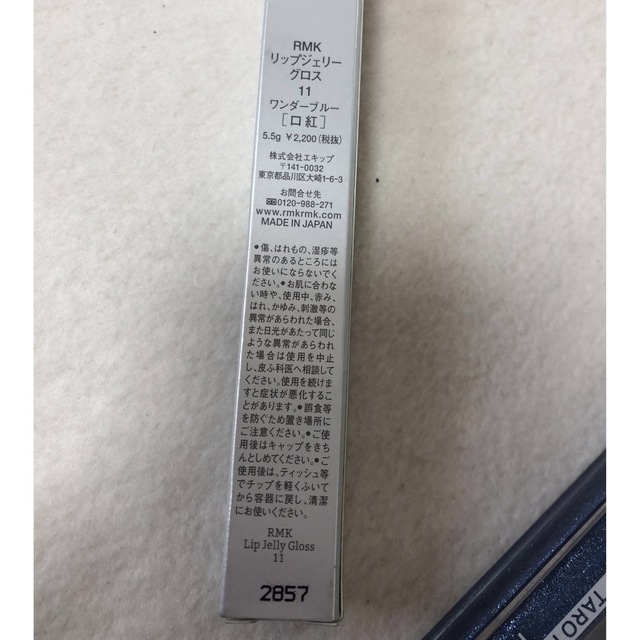 RMK
リップジェリー
グロス
11
ワンダーブルー
[口紅]
5.5g ¥2,200(税抜)
株式会社エキップ
〒141-0032
東京都品川区大崎1-6-3
お問合せ先
0120-988-271
www.rmkrmk.com
MADE IN JAPAN
●傷、はれもの、湿疹等
異常のあるところには
お使いにならないでく
ださい。●お肌に合わな
い時や、使用中、赤み、
はれ、かゆみ、刺激等の
異常があらわれた場合、
また日光があたって同じ
ような異常があらわれ
た場合は使用を中止
し、皮ふ科医へ相談して
ください。使用を続けま
すと症状が悪化するこ
とがあります。●誤食等
を防ぐため置き場所に
ご注意ください。●ご使
用後はキャップをきち
んとしめてください。●ご
使用後は、ティッシュ等
でチップを軽くふいて
から容器に戻し、清潔
にお使いください。
RMK
Lip Jelly Gloss
11
2857
TARO